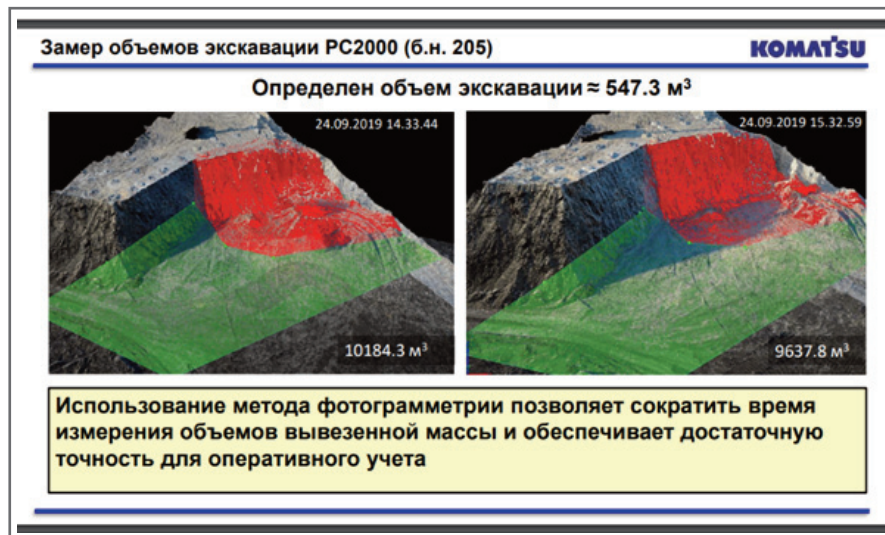 Замер объемов экскавации PC2000 (б.н. 205)
KOMATSU
Определен объем экскавации ≈ 547.3 м³
24.09.2019 14.33.44
24.09.2019 15.32.59
10184.3 м³
9637.8 м³
Использование метода фотограмметрии позволяет сократить время
измерения объемов вывезенной массы и обеспечивает достаточную
точность для оперативного учета